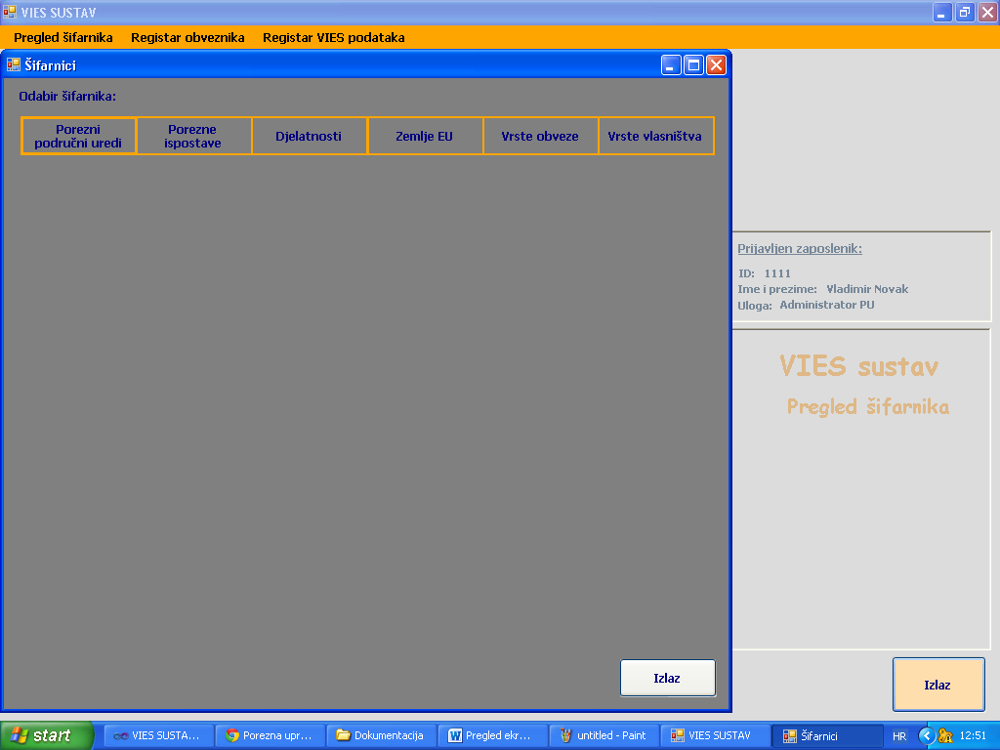 VIES SUSTAV
Pregled šifarnika Registar obveznika Registar VIES podataka
Šifarnici
Odabir šifarnika:
Porezni
područni uredi
Porezne
ispostave
Djelatnosti
Zemlje EU
Vrste obveze
Vrste vlasništva
Prijavljen zaposlenik:
ID: 1111
Ime i prezime: Vladimir Novak
Uloga: Administrator PU
VIES sustav
Pregled šifarnika
Izlaz
Izlaz
start VIES SUSTA... Porezna upr... Dokumentacija Pregled ekr... untitled - Paint VIES SUSTAV Šifarnici HR 12:51